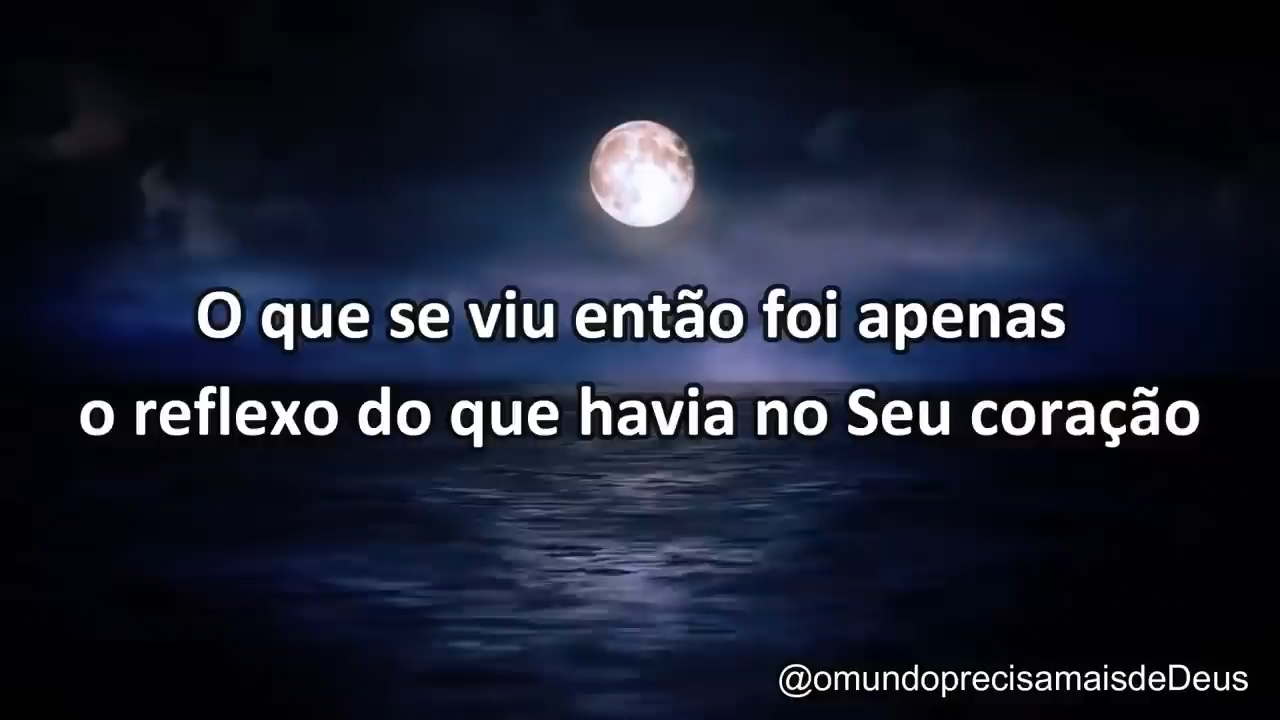 O que se viu então foi apenas
o reflexo do que havia no Seu coração
@omundoprecisamaisdeDeus